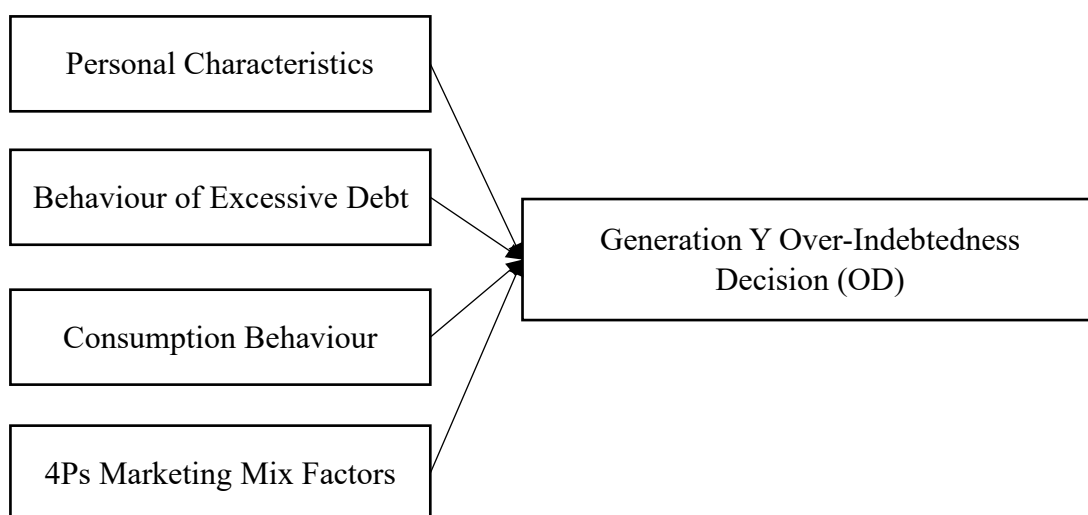 Personal Characteristics
Behaviour of Excessive Debt
Generation Y Over-Indebtedness
Decision (OD)
Consumption Behaviour
4Ps Marketing Mix Factors